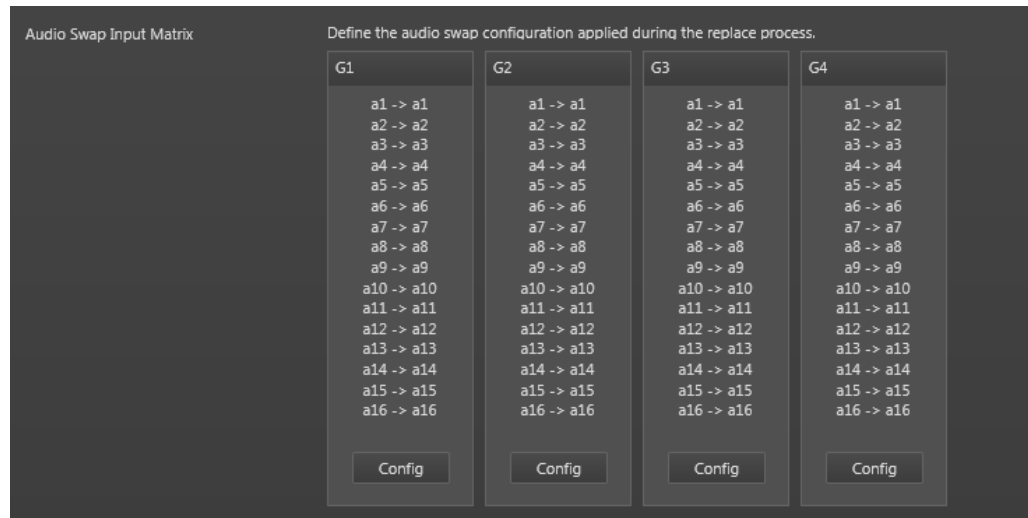 Audio Swap Input Matrix
Define the audio swap configuration applied during the replace process.
G1 G2 G3 G4
a1 -> a1 a1 -> a1 a1 -> a1 a1 -> a1
a2 -> a2 a2 -> a2 a2 -> a2 a2 -> a2
a3 -> a3 a3 -> a3 a3 -> a3 a3 -> a3
a4 -> a4 a4 -> a4 a4 -> a4 a4 -> a4
a5 -> a5 a5 -> a5 a5 -> a5 a5 -> a5
a6 -> a6 a6 -> a6 a6 -> a6 a6 -> a6
a7 -> a7 a7 -> a7 a7 -> a7 a7 -> a7
a8 -> a8 a8 -> a8 a8 -> a8 a8 -> a8
a9 -> a9 a9 -> a9 a9 -> a9 a9 -> a9
a10 -> a10 a10 -> a10 a10 -> a10 a10 -> a10
a11 -> a11 a11 -> a11 a11 -> a11 a11 -> a11
a12 -> a12 a12 -> a12 a12 -> a12 a12 -> a12
a13 -> a13 a13 -> a13 a13 -> a13 a13 -> a13
a14 -> a14 a14 -> a14 a14 -> a14 a14 -> a14
a15 -> a15 a15 -> a15 a15 -> a15 a15 -> a15
a16 -> a16 a16 -> a16 a16 -> a16 a16 -> a16
Config Config Config Config